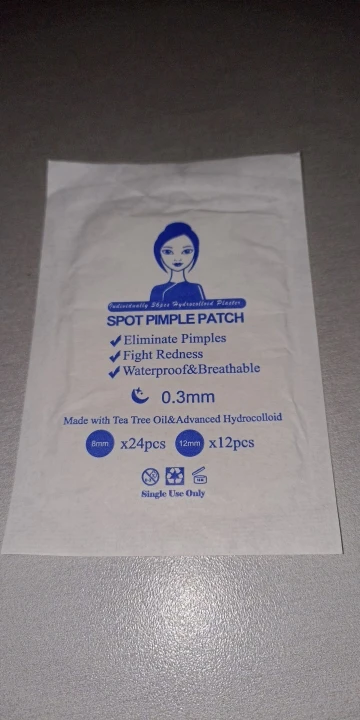 Individually 36pcs Hydrocolloid Plaster
SPOT PIMPLE PATCH
Eliminate Pimples
Fight Redness
Waterproof&Breathable
0.3mm
Made with Tea Tree Oil&Advanced Hydrocolloid
8mm x24pcs 12mm x12pcs
Single Use Only